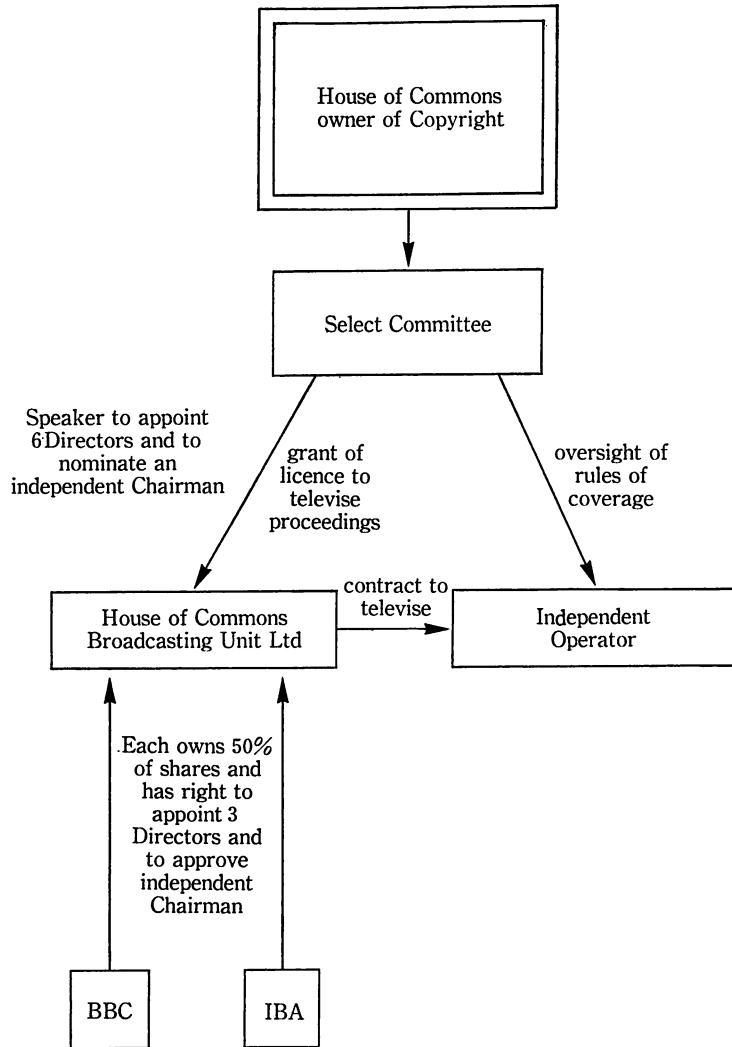 House of Commons
owner of Copyright
Select Committee
Speaker to appoint
6 Directors and to
nominate an
independent Chairman
grant of
licence to
televise
proceedings
oversight of
rules of
coverage
House of Commons
Broadcasting Unit Ltd
contract to
televise
Independent
Operator
Each owns 50%
of shares and
has right to
appoint 3
Directors and
to approve
independent
Chairman
BBC
IBA